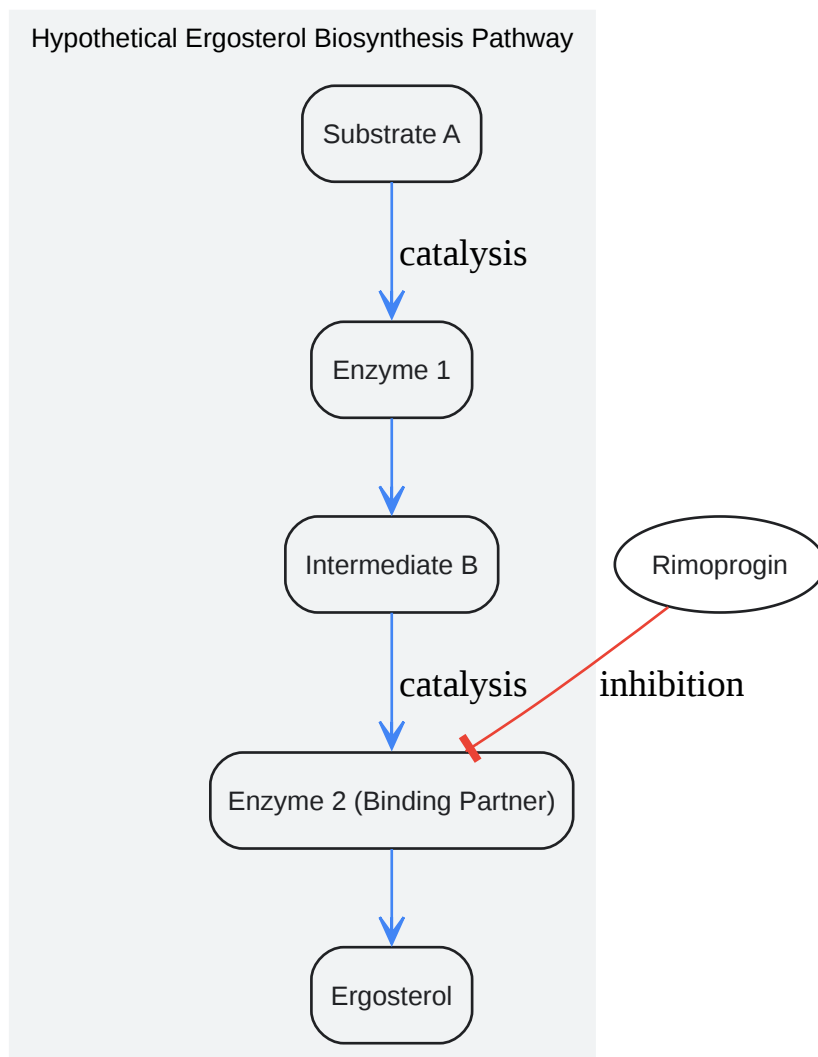 Hypothetical Ergosterol Biosynthesis Pathway
Substrate A
catalysis
Enzyme 1
Intermediate B
Rimoprogin
catalysis
inhibition
Enzyme 2 (Binding Partner)
Ergosterol